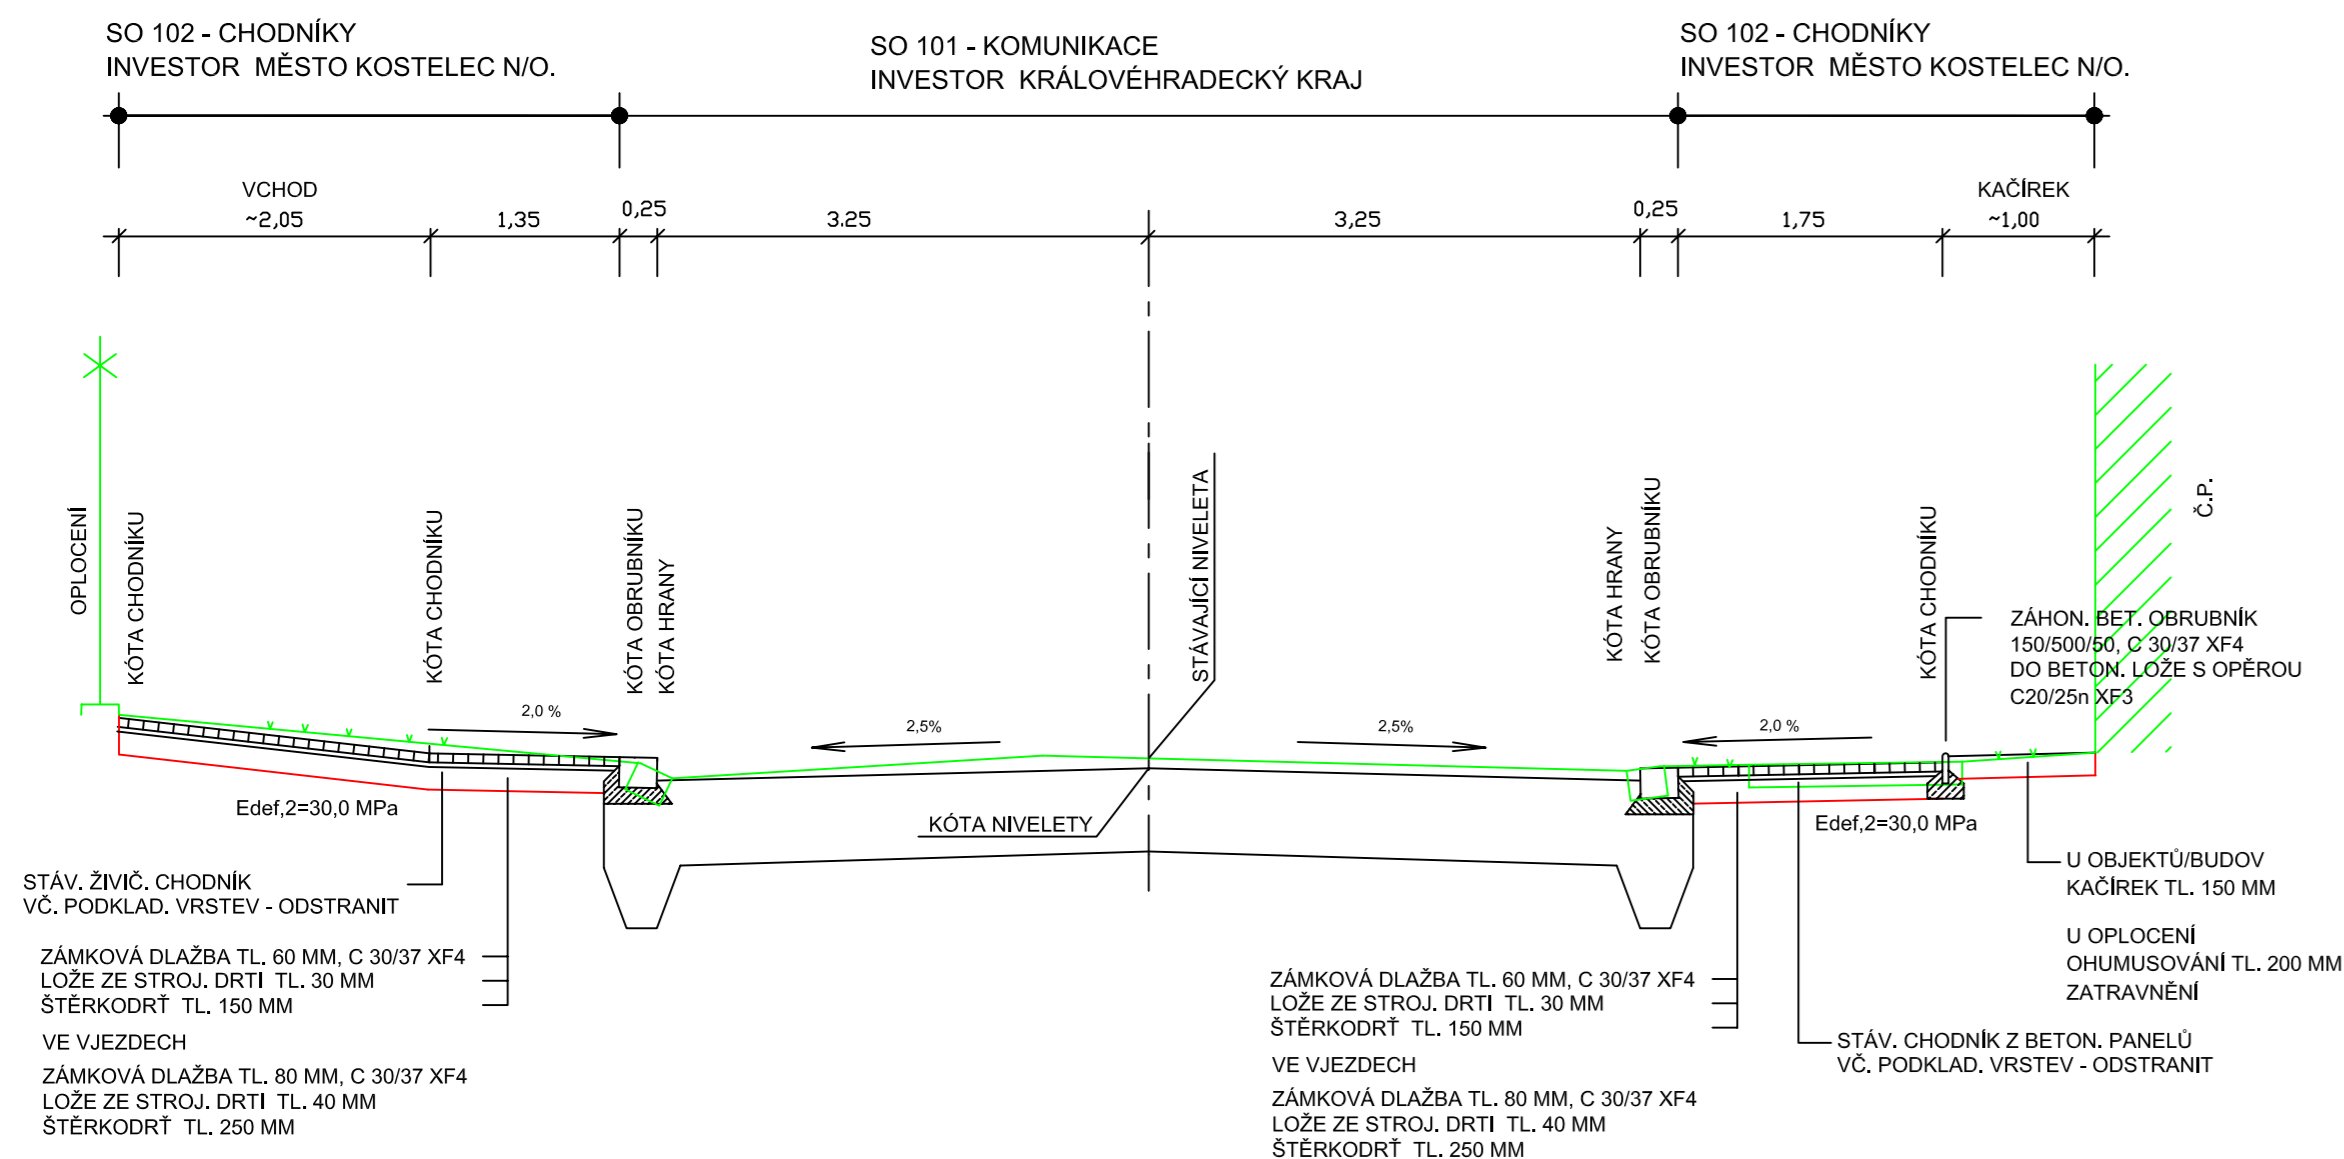 SO 102 - CHODNÍKY
INVESTOR  MĚSTO KOSTELEC N/O.
SO 101 - KOMUNIKACE
INVESTOR  KRÁLOVÉHRADECKÝ KRAJ
SO 102 - CHODNÍKY
INVESTOR  MĚSTO KOSTELEC N/O.
VCHOD
~2,05
1,35
0,25
3.25
3,25
0,25
1,75
KAČÍREK
~1,00
OPLOCENÍ
KÓTA CHODNÍKU
KÓTA CHODNÍKU
KÓTA OBRUBNÍKU
KÓTA HRANY
STÁVAJÍCÍ NIVELETA
KÓTA HRANY
KÓTA OBRUBNÍKU
KÓTA CHODNÍKU
Č.P.
ZÁHON. BET. OBRUBNÍK
150/500/50, C 30/37 XF4
DO BETON. LOŽE S OPĚROU
C20/25n XF3
2,0 %
2,5%
2,5%
2,0 %
Edef,2=30,0 MPa
KÓTA NIVELETY
Edef,2=30,0 MPa
STÁV. ŽIVIČ. CHODNÍK
VČ. PODKLAD. VRSTEV - ODSTRANIT
ZÁMKOVÁ DLAŽBA TL. 60 MM, C 30/37 XF4
LOŽE ZE STROJ. DRTI  TL. 30 MM
ŠTĚRKODRŤ  TL. 150 MM
VE VJEZDECH
ZÁMKOVÁ DLAŽBA TL. 80 MM, C 30/37 XF4
LOŽE ZE STROJ. DRTI  TL. 40 MM
ŠTĚRKODRŤ  TL. 250 MM
ZÁMKOVÁ DLAŽBA TL. 60 MM, C 30/37 XF4
LOŽE ZE STROJ. DRTI  TL. 30 MM
ŠTĚRKODRŤ  TL. 150 MM
VE VJEZDECH
ZÁMKOVÁ DLAŽBA TL. 80 MM, C 30/37 XF4
LOŽE ZE STROJ. DRTI  TL. 40 MM
ŠTĚRKODRŤ  TL. 250 MM
U OBJEKTŮ/BUDOV
KAČÍREK TL. 150 MM
U OPLOCENÍ
OHUMUSOVÁNÍ TL. 200 MM
ZATRAVNĚNÍ
STÁV. CHODNÍK Z BETON. PANELŮ
VČ. PODKLAD. VRSTEV - ODSTRANIT